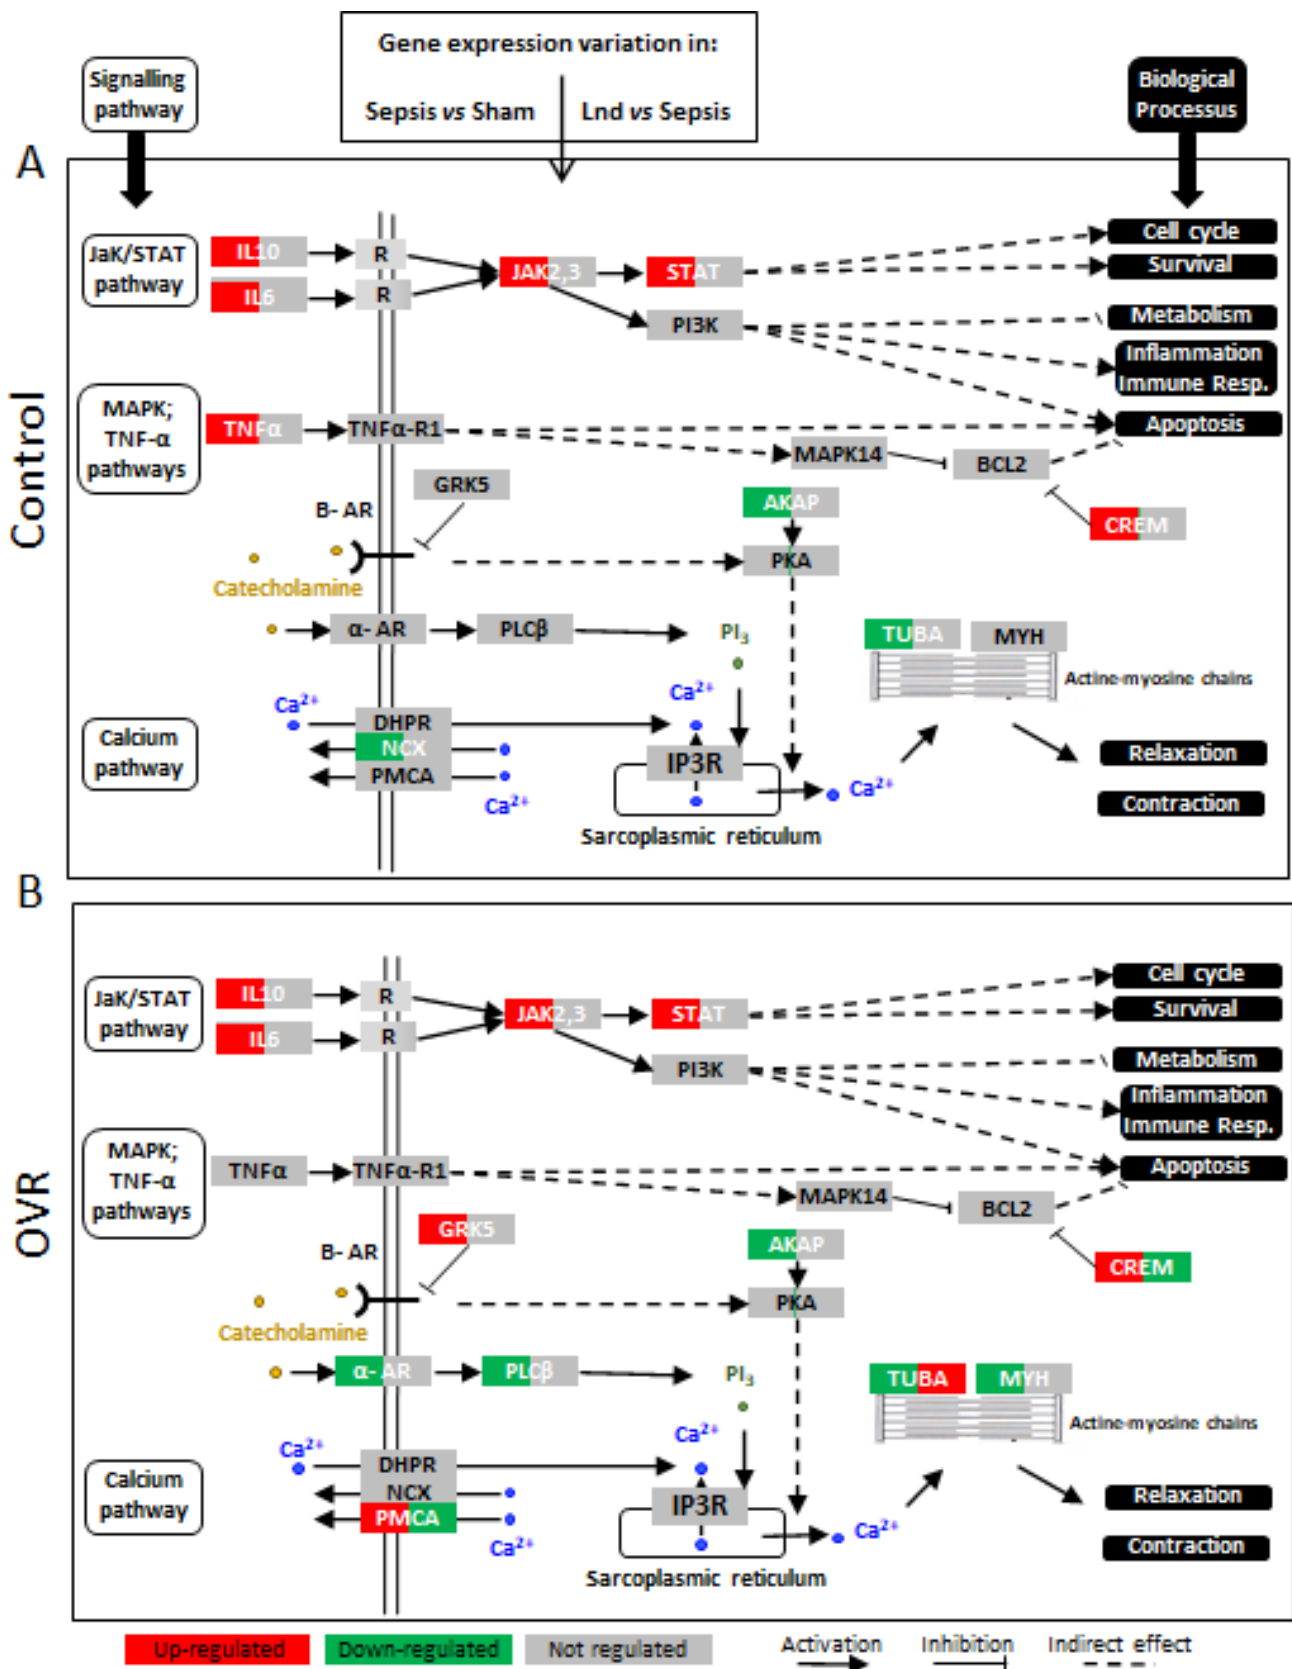 Gene expression variation in:
Sepsis vs Sham
Lnd vs Sepsis
Signalling
pathway
Biological
Processus
A
Control
JaK/STAT
pathway
IL10
R
IL6
R
JAK2,3
STAT
PI3K
Cell cycle
Survival
Metabolism
Inflammation
Immune Resp.
Apoptosis
MAPK;
TNF-α
pathways
TNFα
TNFα-R1
MAPK14
BCL2
CREM
GRK5
B- AR
AKAP
PKA
Catecholamine
α- AR
PLCβ
PI₃
TUBA
MYH
Actine-myosine chains
Calcium
pathway
Ca²⁺
DHPR
NCX
PMCA
Ca²⁺
Ca²⁺
IP3R
Ca²⁺
Sarcoplasmic reticulum
Relaxation
Contraction
B
OVR
JaK/STAT
pathway
IL10
R
IL6
R
JAK2,3
STAT
PI3K
Cell cycle
Survival
Metabolism
Inflammation
Immune Resp.
Apoptosis
MAPK;
TNF-α
pathways
TNFα
TNFα-R1
MAPK14
BCL2
CREM
GRK5
B- AR
AKAP
PKA
Catecholamine
α- AR
PLCβ
PI₃
TUBA
MYH
Actine-myosine chains
Calcium
pathway
Ca²⁺
DHPR
NCX
PMCA
Ca²⁺
Ca²⁺
IP3R
Ca²⁺
Sarcoplasmic reticulum
Relaxation
Contraction
Up-regulated
Down-regulated
Not regulated
Activation
Inhibition
Indirect effect